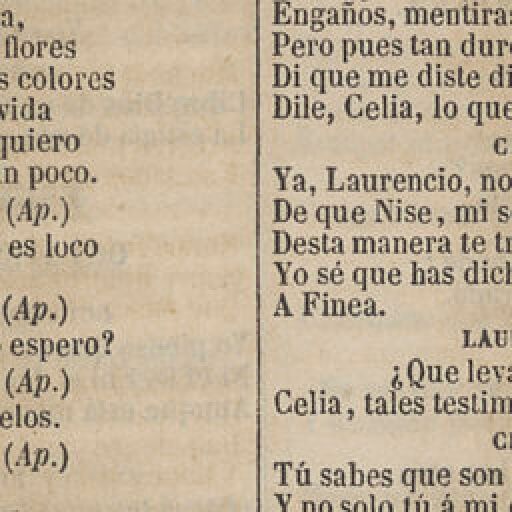 a,
flores
s colores
vida
quiero
n poco.
(Ap.)
es loco
(Ap.)
espero?
(Ap.)
elos.
(Ap.)
Engaños, mentiras
Pero pues tan dur
Di que me diste di
Dile, Celia, lo que
C
Ya, Laurencio, no
De que Nise, mi s
Desta manera te tr
Yo sé que has dich
A Finea.
LAU
¿Que leva
Celia, tales testim
C
Tú sabes que son
Y no solo tú á mi